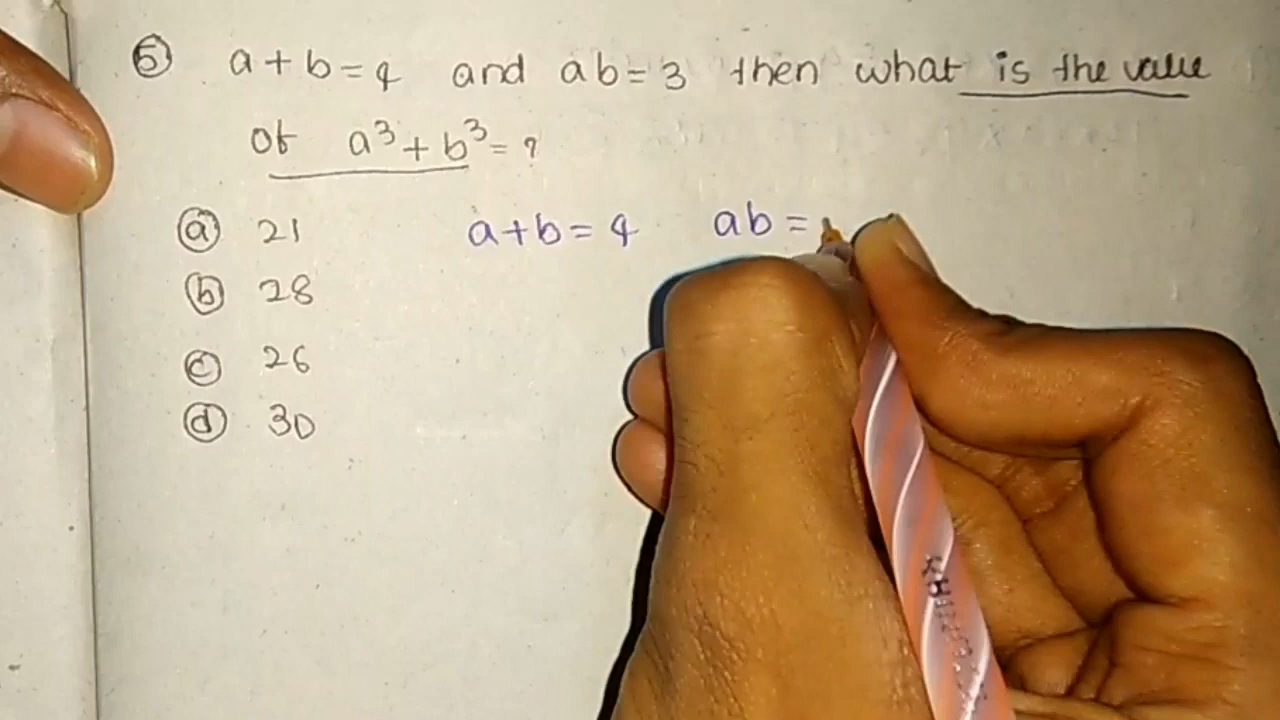 ⑤ a+b=4 and ab=3 then what is the value
of a³+b³=?
ⓐ 21
a+b=4 ab=
ⓑ 28
ⓒ 26
ⓓ 30